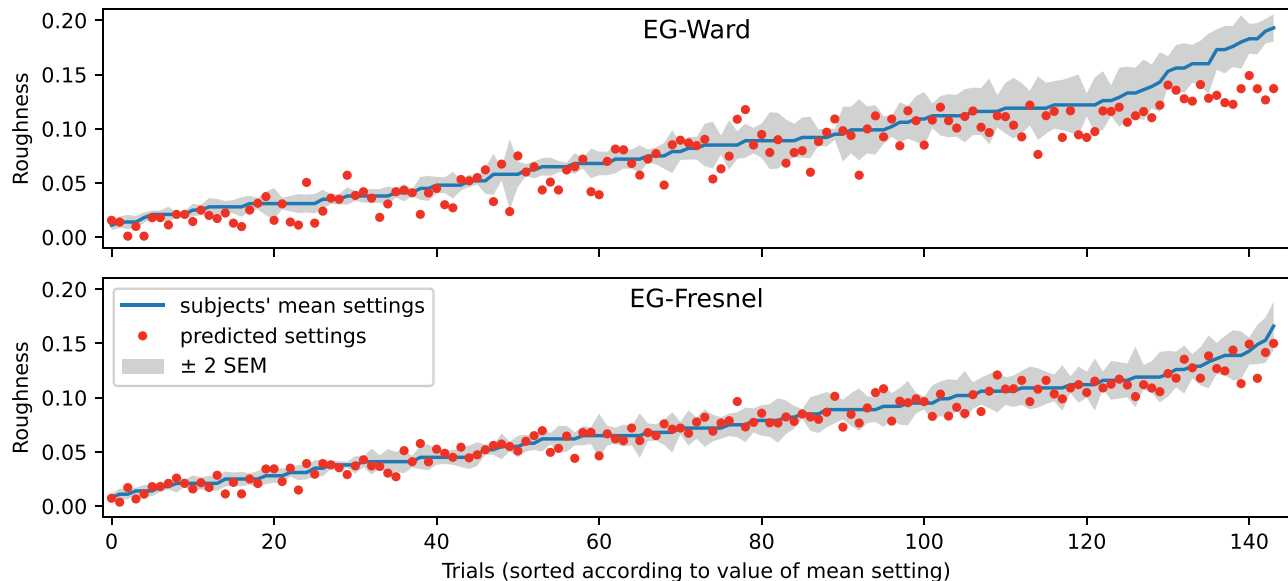 EG-Ward
Roughness
0.20
0.15
0.10
0.05
0.00
EG-Fresnel
Roughness
0.20
0.15
0.10
0.05
0.00
subjects' mean settings
predicted settings
± 2 SEM
0 20 40 60 80 100 120 140
Trials (sorted according to value of mean setting)